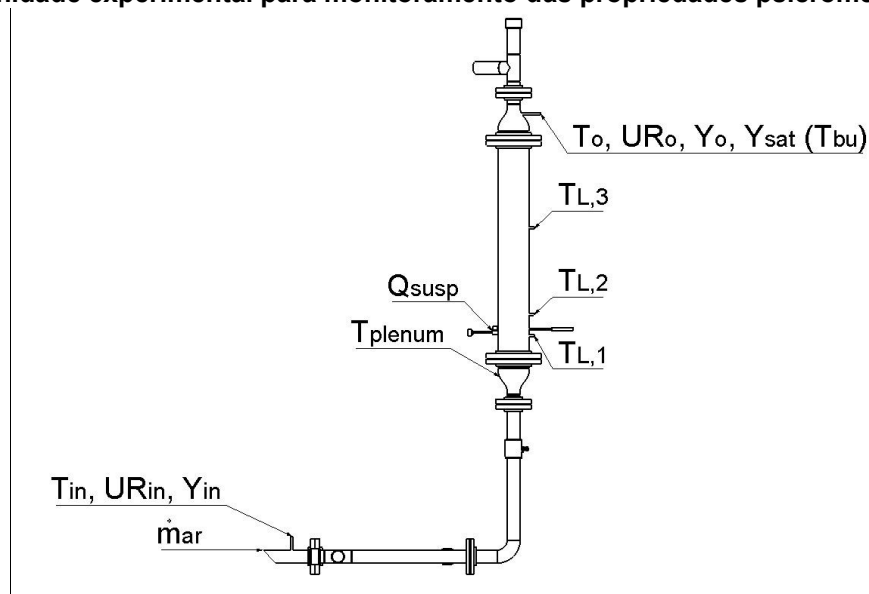 nidade experimental para monitoramento das propriedades psicrom
To, URo, Yo, Ysat (Tbu)
TL,3
TL,2
Qsusp
Tplenum
TL,1
Tin, URin, Yin
ṁar